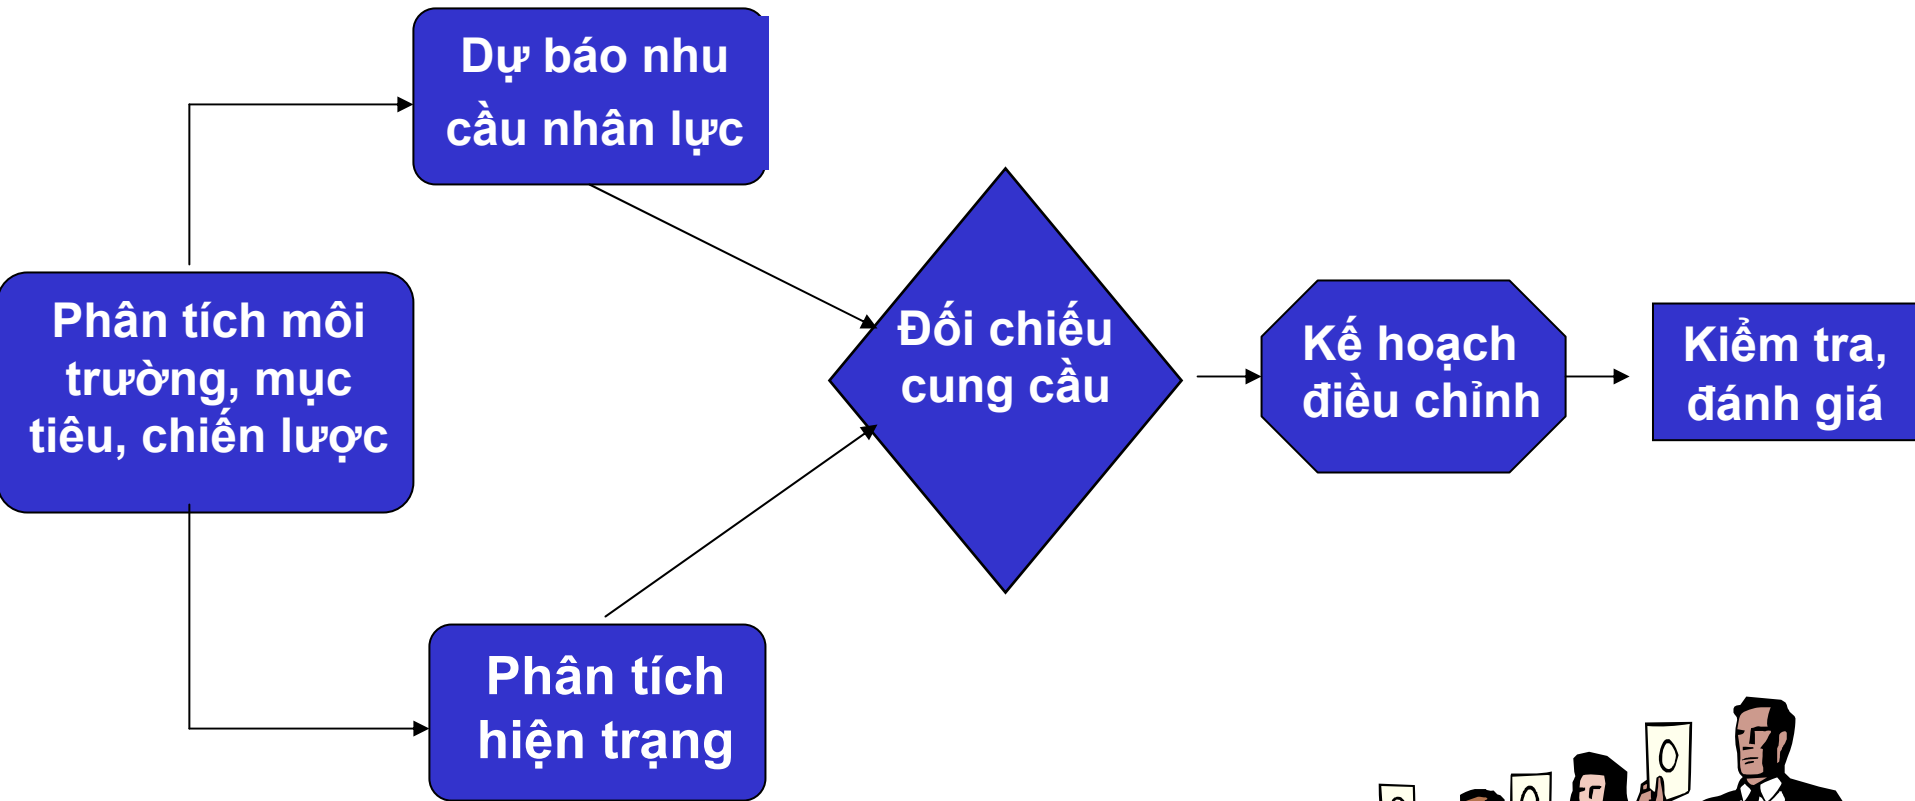 Dự báo nhu
cầu nhân lực
Phân tích môi
trường, mục
tiêu, chiến lược
Đối chiếu
cung cầu
Kế hoạch
điều chỉnh
Kiểm tra,
đánh giá
Phân tích
hiện trạng